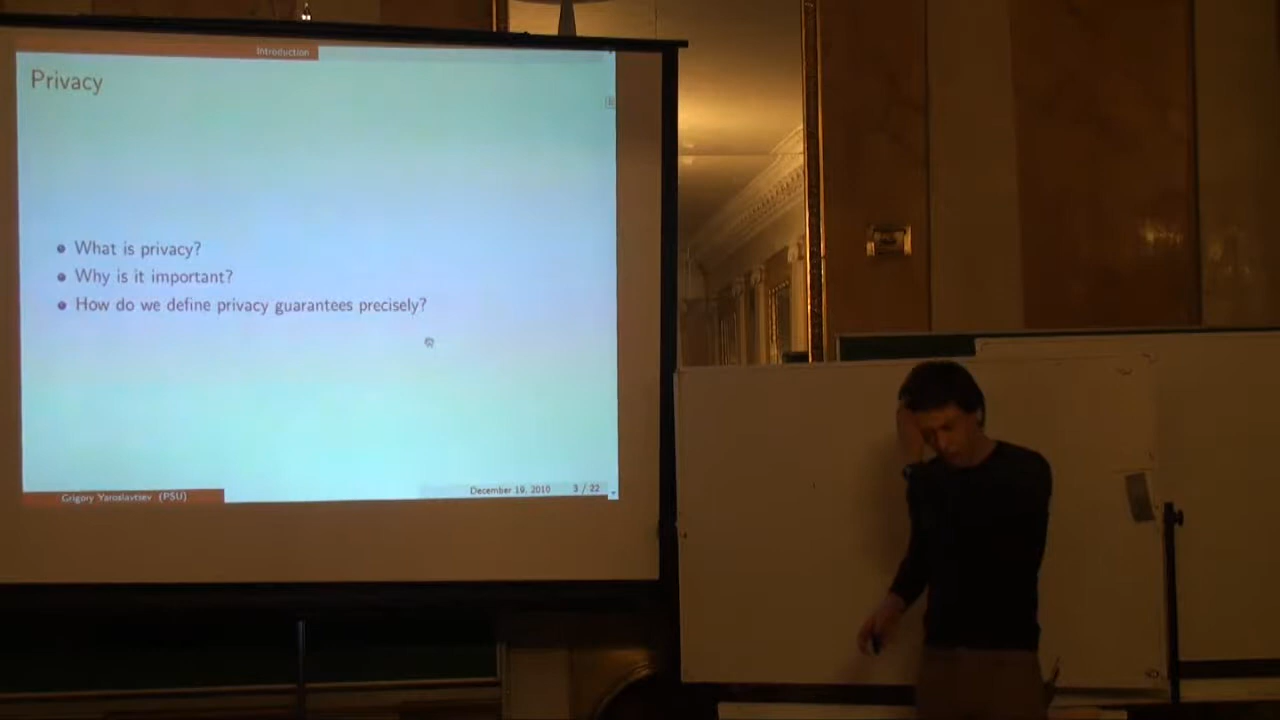 Introduction
Privacy
What is privacy?
Why is it important?
How do we define privacy guarantees precisely?
Grigory Yaroslavtsev (PSU)
December 19, 2010 3 / 22